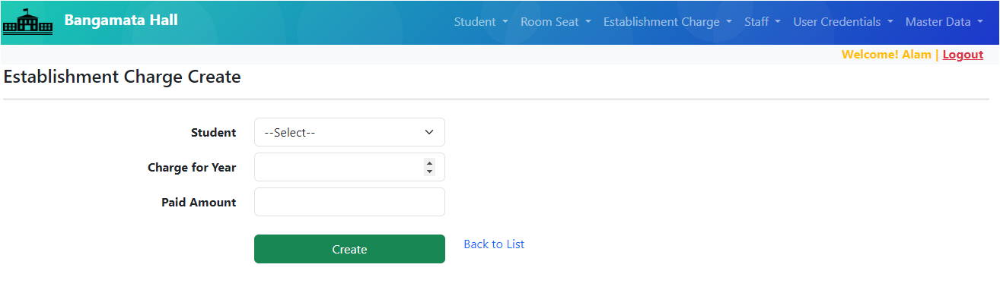 Bangamata Hall Student Room Seat Establishment Charge Staff User Credentials Master Data
Welcome! Alam | Logout
Establishment Charge Create
Student --Select--
Charge for Year
Paid Amount
Create Back to List